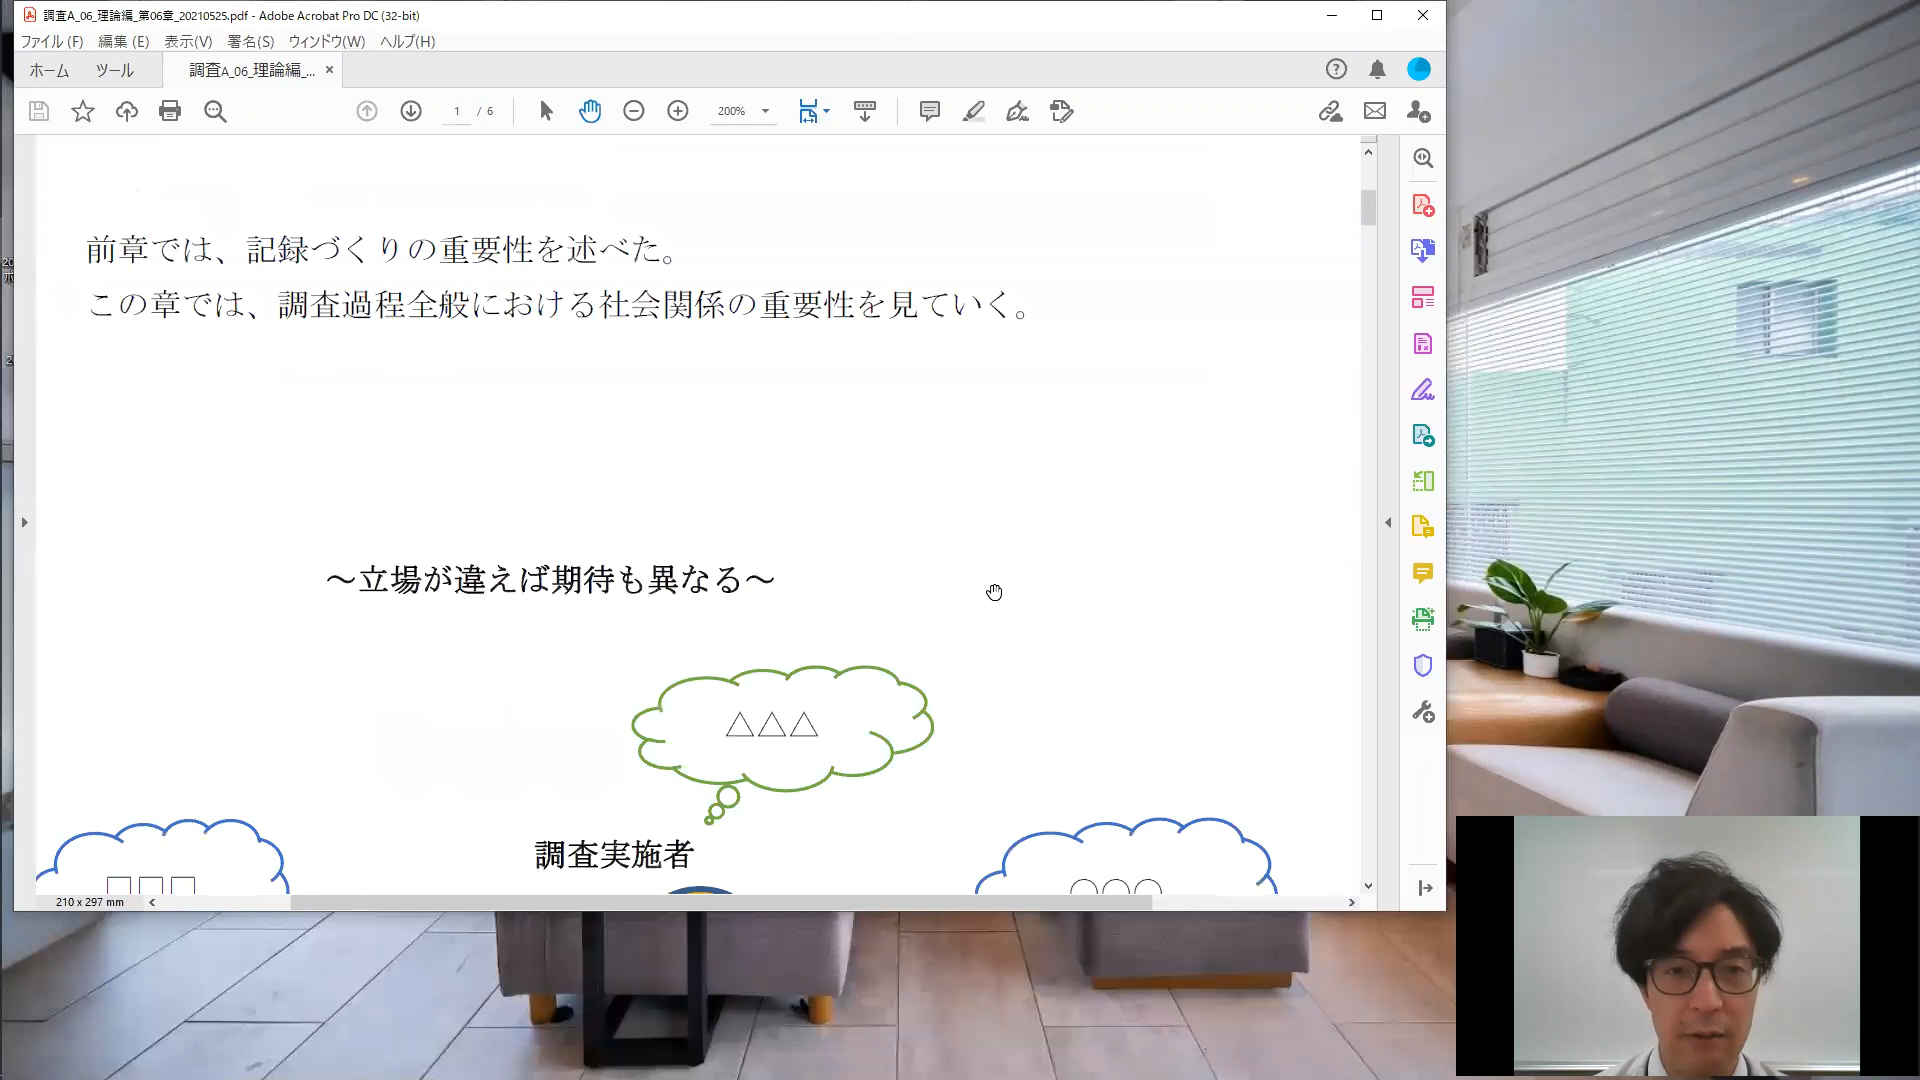 調査A_06_理論編_第06章_20210525.pdf - Adobe Acrobat Pro DC (32-bit)
ファイル(F) 編集(E) 表示(V) 署名(S) ウィンドウ(W) ヘルプ(H)
ホーム ツール 調査A_06_理論編_... ×
1 / 6 200%
前章では、記録づくりの重要性を述べた。
この章では、調査過程全般における社会関係の重要性を見ていく。
～立場が違えば期待も異なる～
△△△
調査実施者
□□□ ○○○
210 x 297 mm